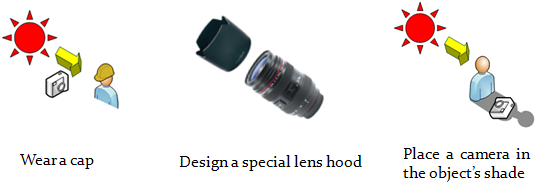 Wear a cap
Design a special lens hood
Place a camera in
the object's shade